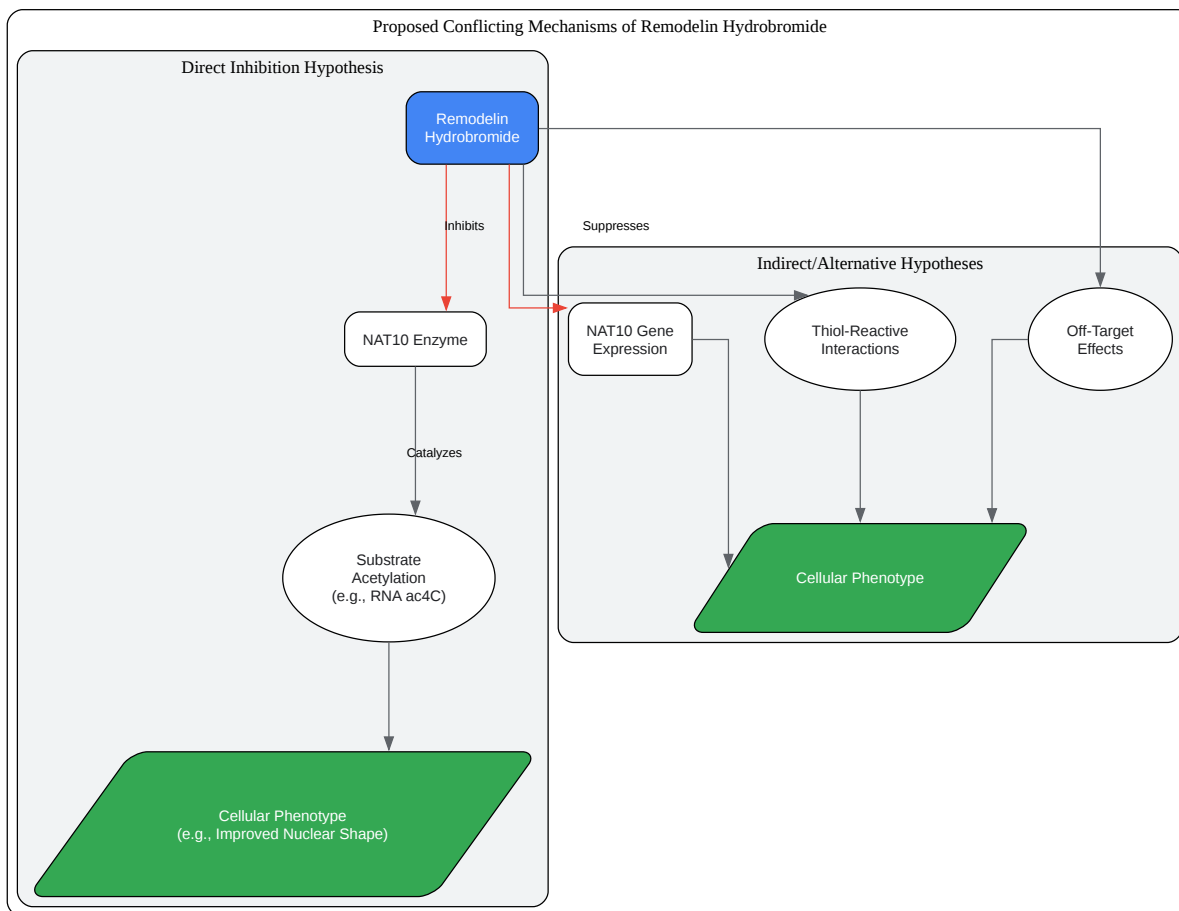 Proposed Conflicting Mechanisms of Remodelin Hydrobromide
Direct Inhibition Hypothesis
Remodelin
Hydrobromide
Inhibits
Suppresses
Indirect/Alternative Hypotheses
NAT10 Enzyme
NAT10 Gene
Expression
Thiol-Reactive
Interactions
Off-Target
Effects
Catalyzes
Substrate
Acetylation
(e.g., RNA ac4C)
Cellular Phenotype
Cellular Phenotype
(e.g., Improved Nuclear Shape)